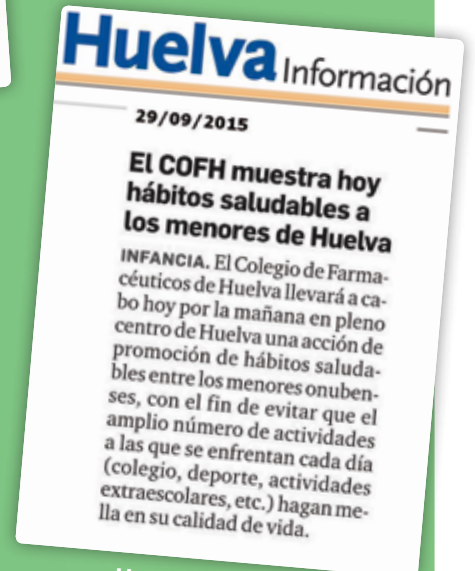 Huelva Información
29/09/2015
El COFH muestra hoy
hábitos saludables a
los menores de Huelva
INFANCIA. El Colegio de Farma-
céuticos de Huelva llevará a ca-
bo hoy por la mañana en pleno
centro de Huelva una acción de
promoción de hábitos saluda-
bles entre los menores onuben-
ses, con el fin de evitar que el
amplio número de actividades
a las que se enfrentan cada día
(colegio, deporte, actividades
extraescolares, etc.) hagan me-
lla en su calidad de vida.